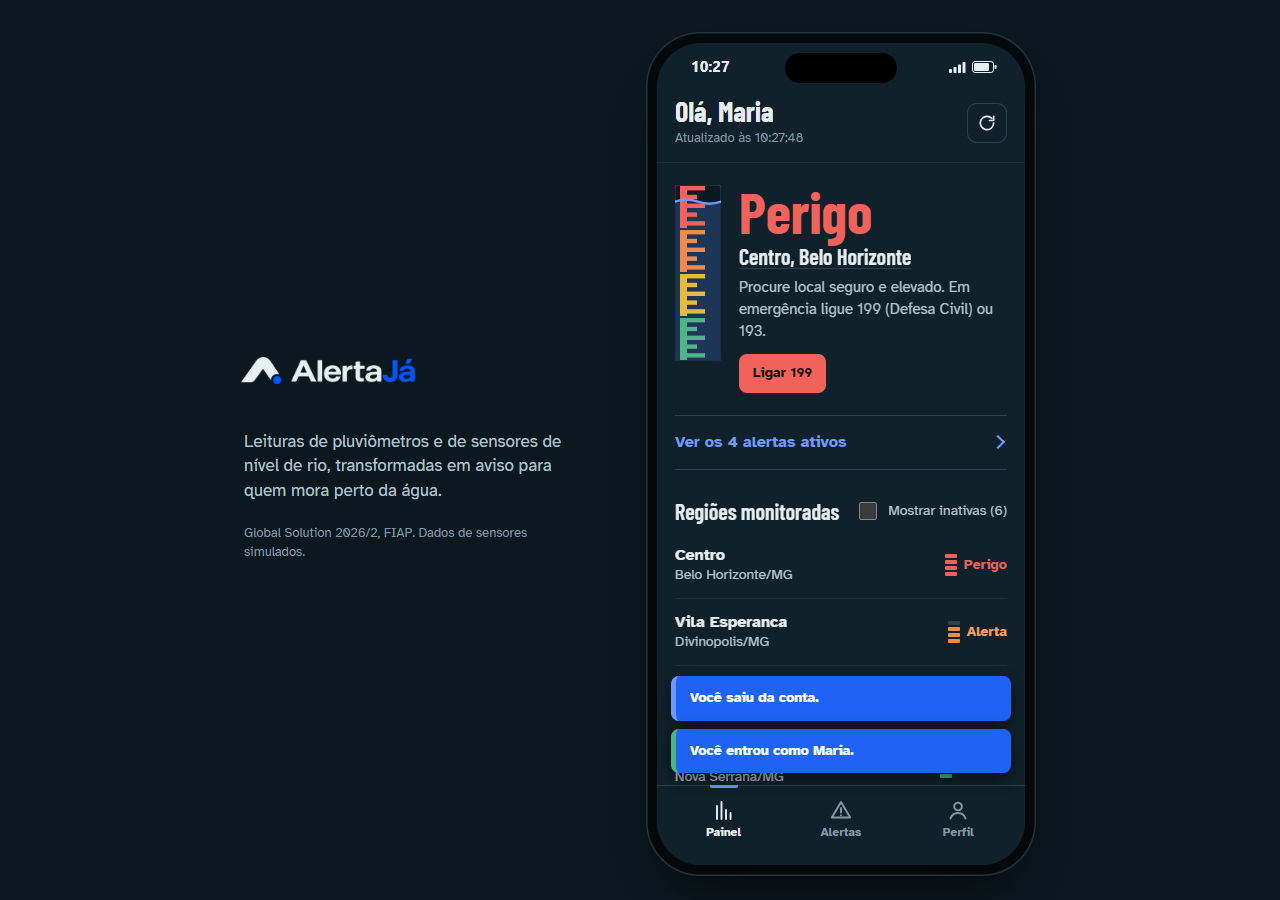 AlertaJá
Leituras de pluviômetros e de sensores de
nível de rio, transformadas em aviso para
quem mora perto da água.
Global Solution 2026/2, FIAP. Dados de sensores
simulados.
10:27
Olá, Maria
Atualizado às 10:27:48
Perigo
Centro, Belo Horizonte
Procure local seguro e elevado. Em
emergência ligue 199 (Defesa Civil) ou
193.
Ligar 199
Ver os 4 alertas ativos
Regiões monitoradas
Mostrar inativas (6)
Centro
Belo Horizonte/MG
Perigo
Vila Esperanca
Divinopolis/MG
Alerta
Você saiu da conta.
Você entrou como Maria.
Nova Serrana/MG
Painel
Alertas
Perfil